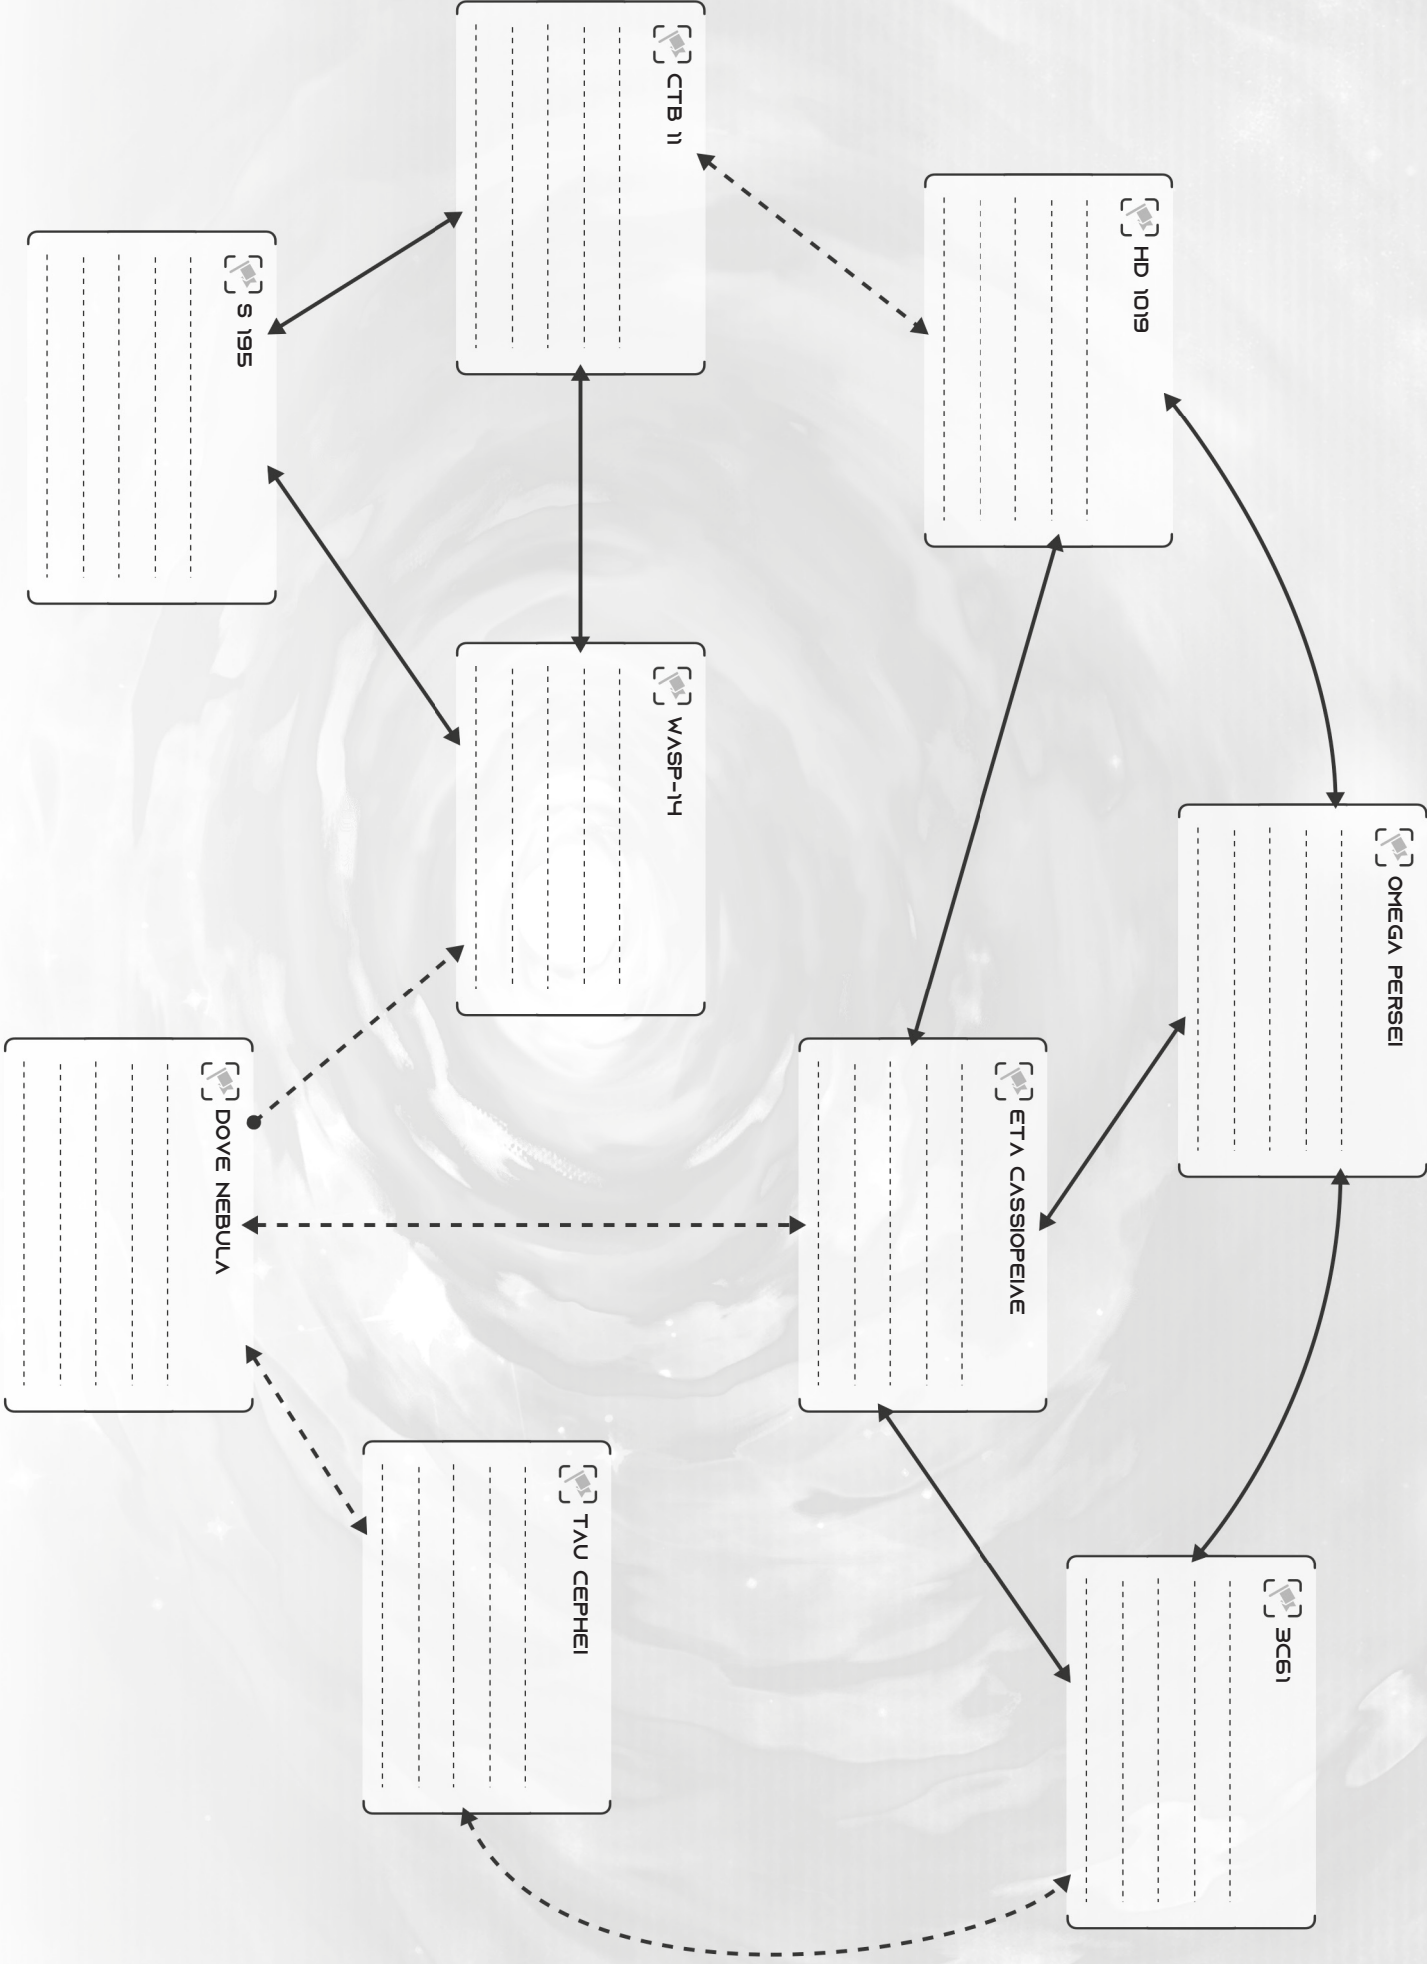 CTB 11
HD 1019
S 195
WASP-14
OMEGA PERSEI
DOVE NEBULA
ETA CASSIOPEIAE
TAU CEPHEI
3C61